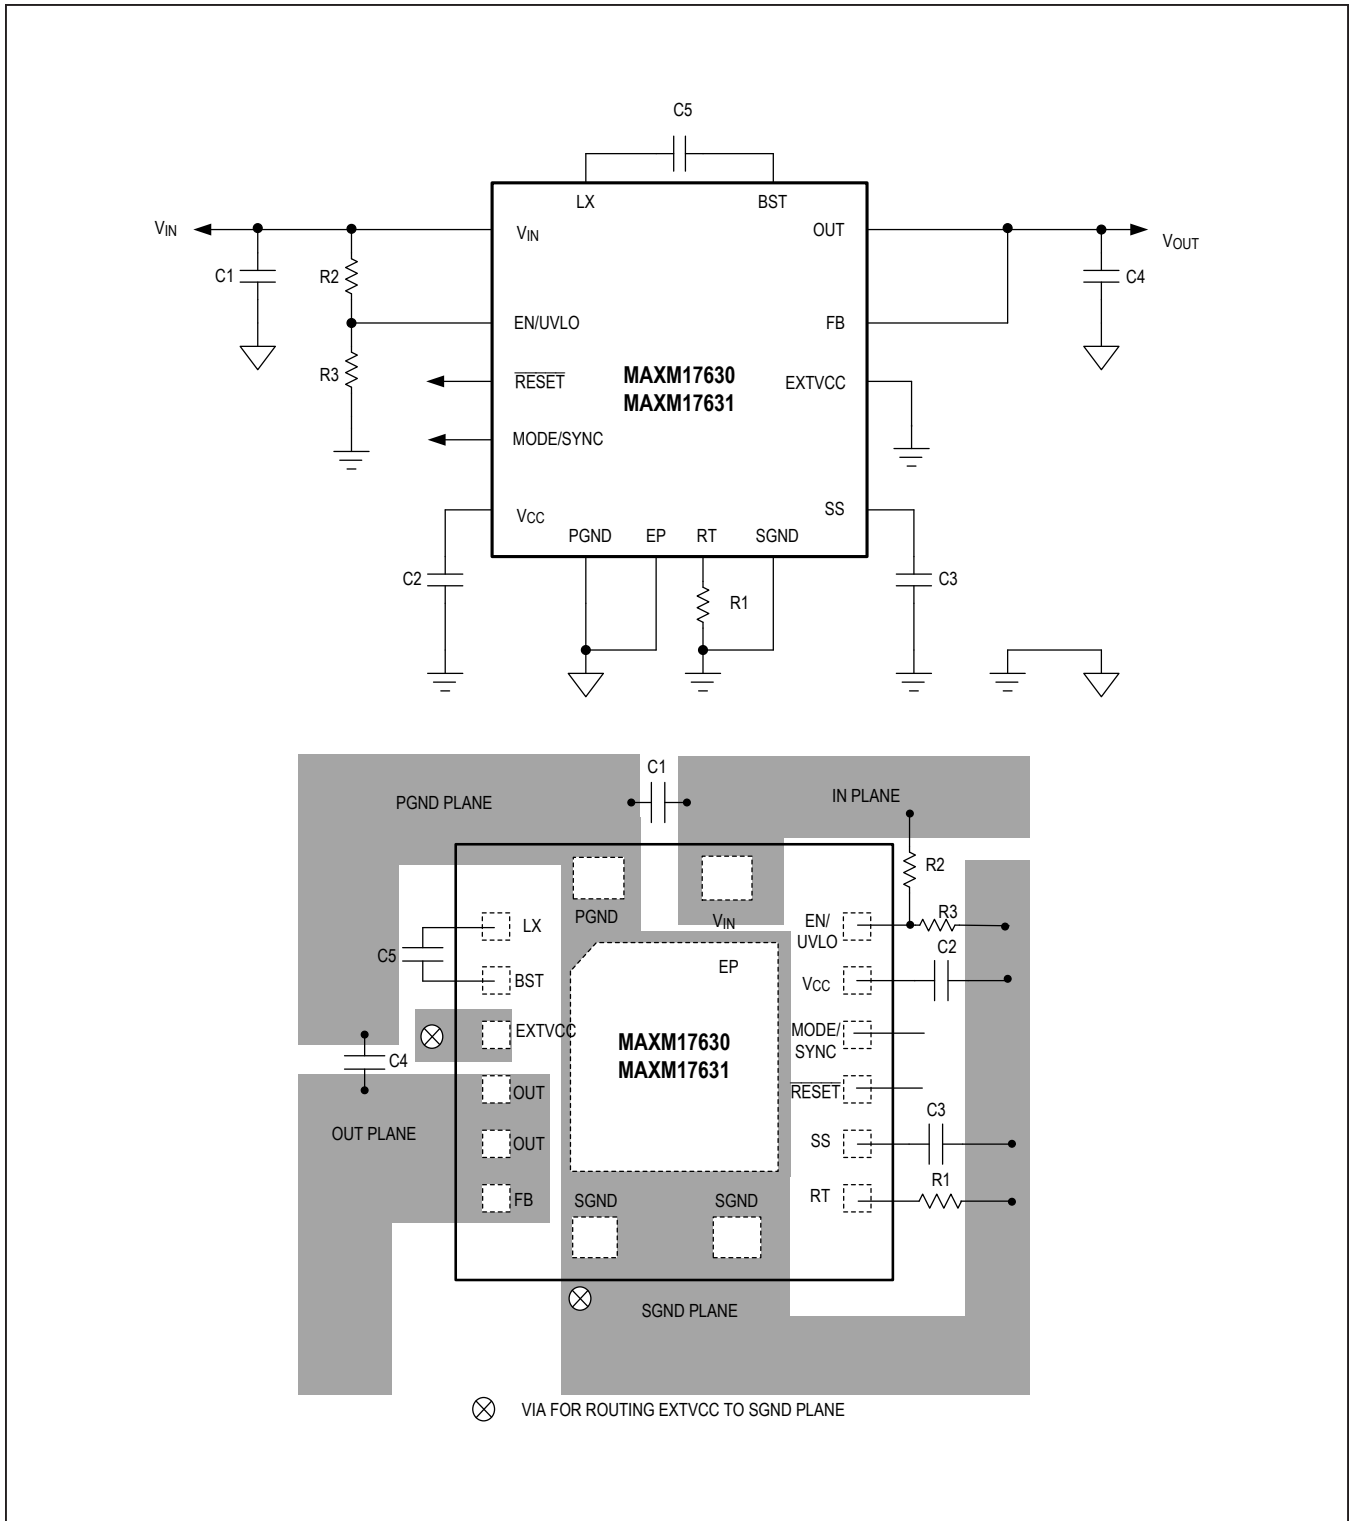 C5
LX
BST
VIN
VIN
OUT
VOUT
C1
R2
C4
EN/UVLO
FB
R3
RESET
MAXM17630
MAXM17631
EXTVCC
MODE/SYNC
VCC
SS
PGND
EP
RT
SGND
C2
R1
C3
C1
PGND PLANE
IN PLANE
R2
PGND
VIN
EN/
UVLO
R3
LX
C5
BST
EP
VCC
C2
EXTVCC
MAXM17630
MAXM17631
MODE/
SYNC
C4
OUT
RESET
OUT PLANE
OUT
SS
C3
FB
SGND
SGND
RT
R1
SGND PLANE
VIA FOR ROUTING EXTVCC TO SGND PLANE